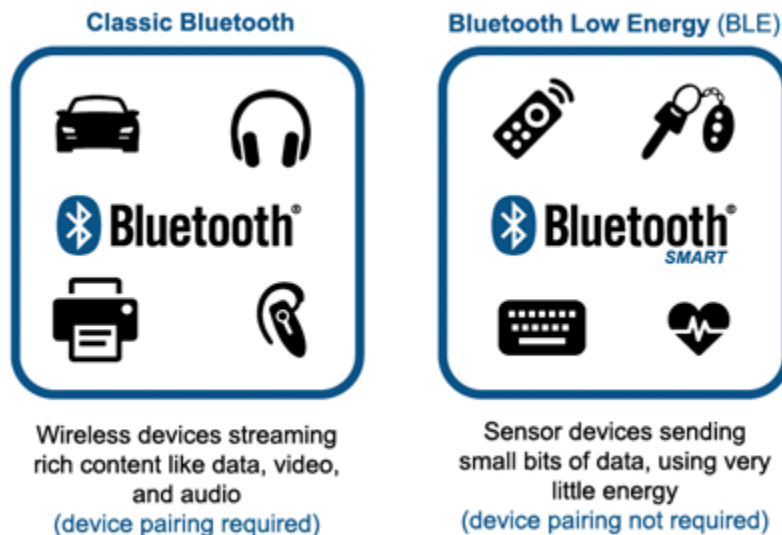 Classic Bluetooth
Bluetooth®
Wireless devices streaming
rich content like data, video,
and audio
(device pairing required)
Bluetooth Low Energy (BLE)
Bluetooth®
SMART
Sensor devices sending
small bits of data, using very
little energy
(device pairing not required)